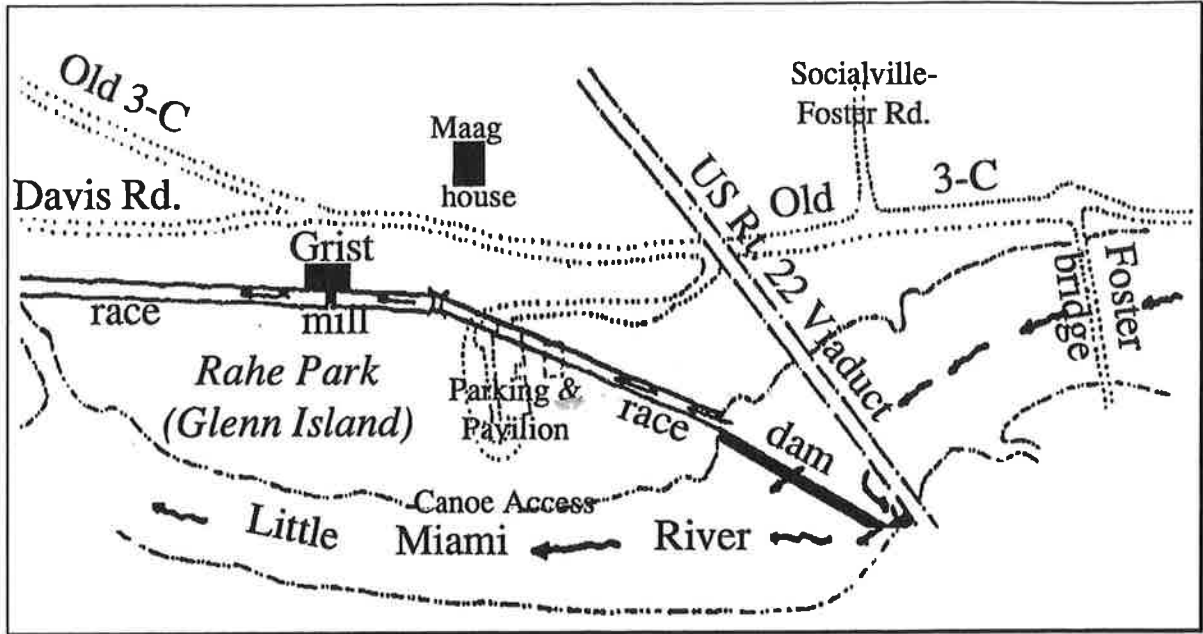 Old 3-C
Socialville-
Foster Rd.
Maag
house
Davis Rd.
US Rt. 22 Viaduct
Old 3-C
Foster
bridge
Grist
mill
race
Rahe Park
(Glenn Island)
Parking &
Pavilion
race
dam
Canoe Access
Little Miami River